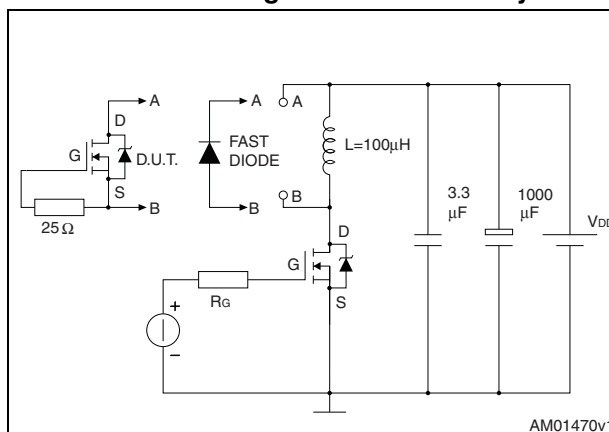 A
A
A
D
G
D.U.T.
FAST
DIODE
L=100μH
S
B
B
B
25Ω
3.3
μF
1000
μF
VDD
D
G
S
RG
+
−
AM01470v1